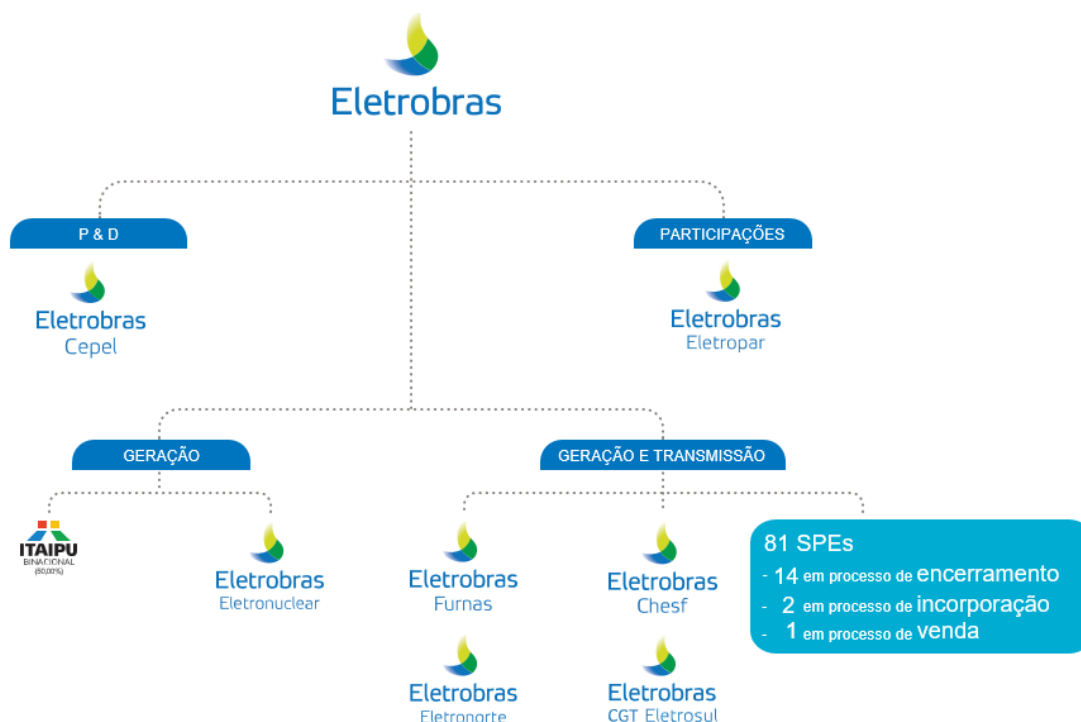 Eletrobras
P & D
PARTICIPAÇÕES
Eletrobras
Cepel
Eletrobras
Eletropar
GERAÇÃO
GERAÇÃO E TRANSMISSÃO
ITAIPU
BINACIONAL
(50,00%)
Eletrobras
Eletronuclear
Eletrobras
Furnas
Eletrobras
Chesf
81 SPEs
- 14 em processo de encerramento
- 2 em processo de incorporação
- 1 em processo de venda
Eletrobras
Eletronorte
Eletrobras
CGT Eletrosul